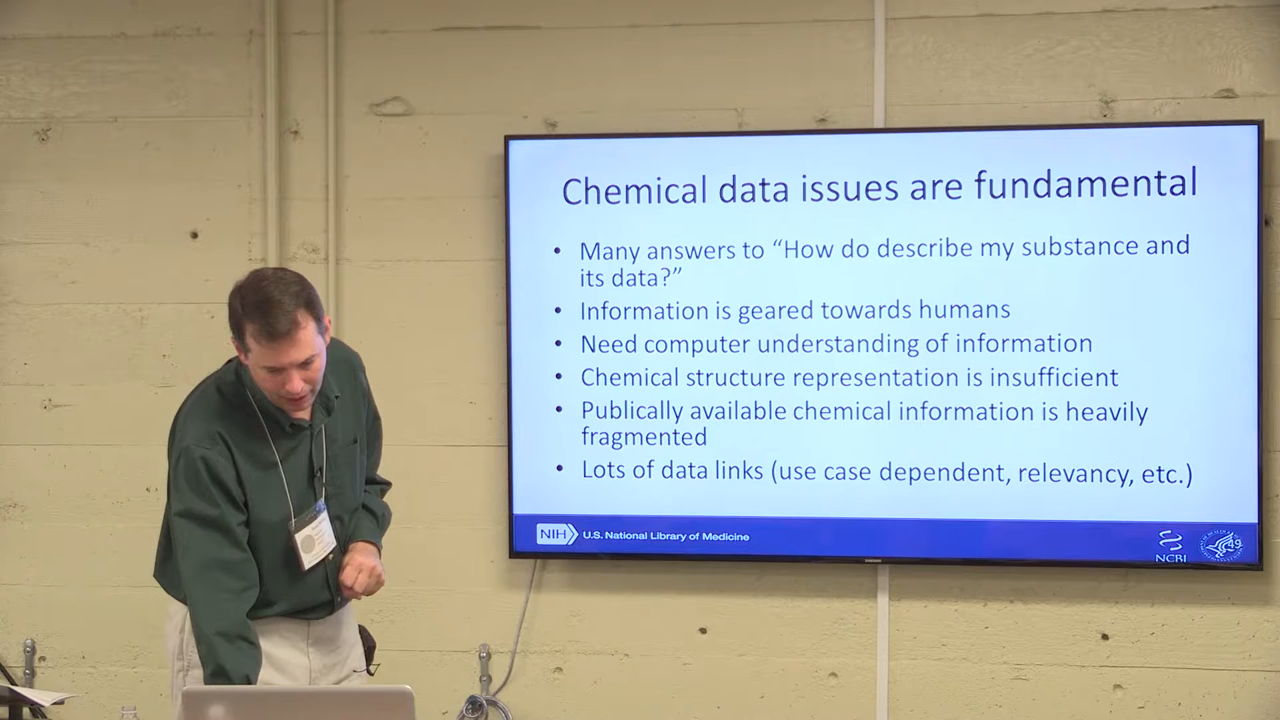 Chemical data issues are fundamental
• Many answers to “How do describe my substance and
its data?”
• Information is geared towards humans
• Need computer understanding of information
• Chemical structure representation is insufficient
• Publically available chemical information is heavily
fragmented
• Lots of data links (use case dependent, relevancy, etc.)
NIH
U.S. National Library of Medicine
NCBI
19